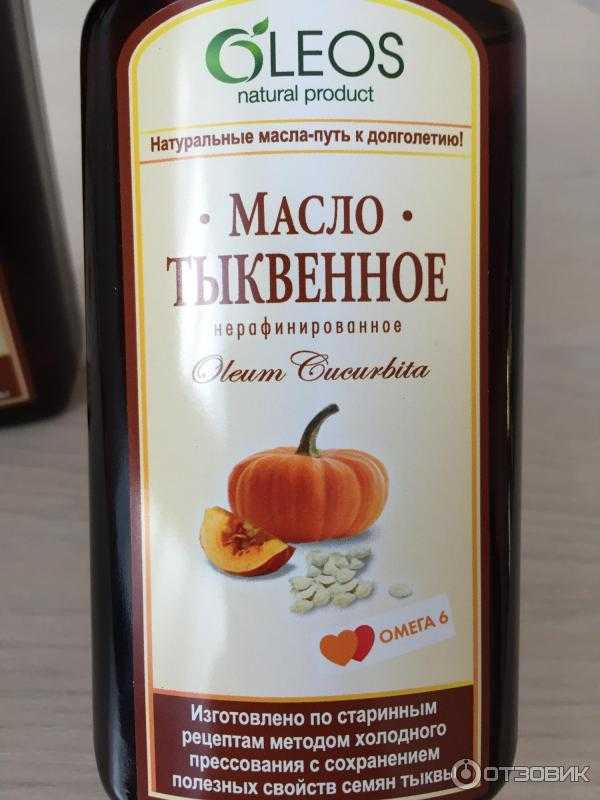 ÓLEOS
natural product
Натуральные масла-путь к долголетию!
• МАСЛО •
ТЫКВЕННОЕ
нерафинированное
Oleum Cucurbita
ОМЕГА 6
Изготовлено по старинным
рецептам методом холодного
прессования с сохранением
полезных свойств семян тыквы
ОТЗОВИК